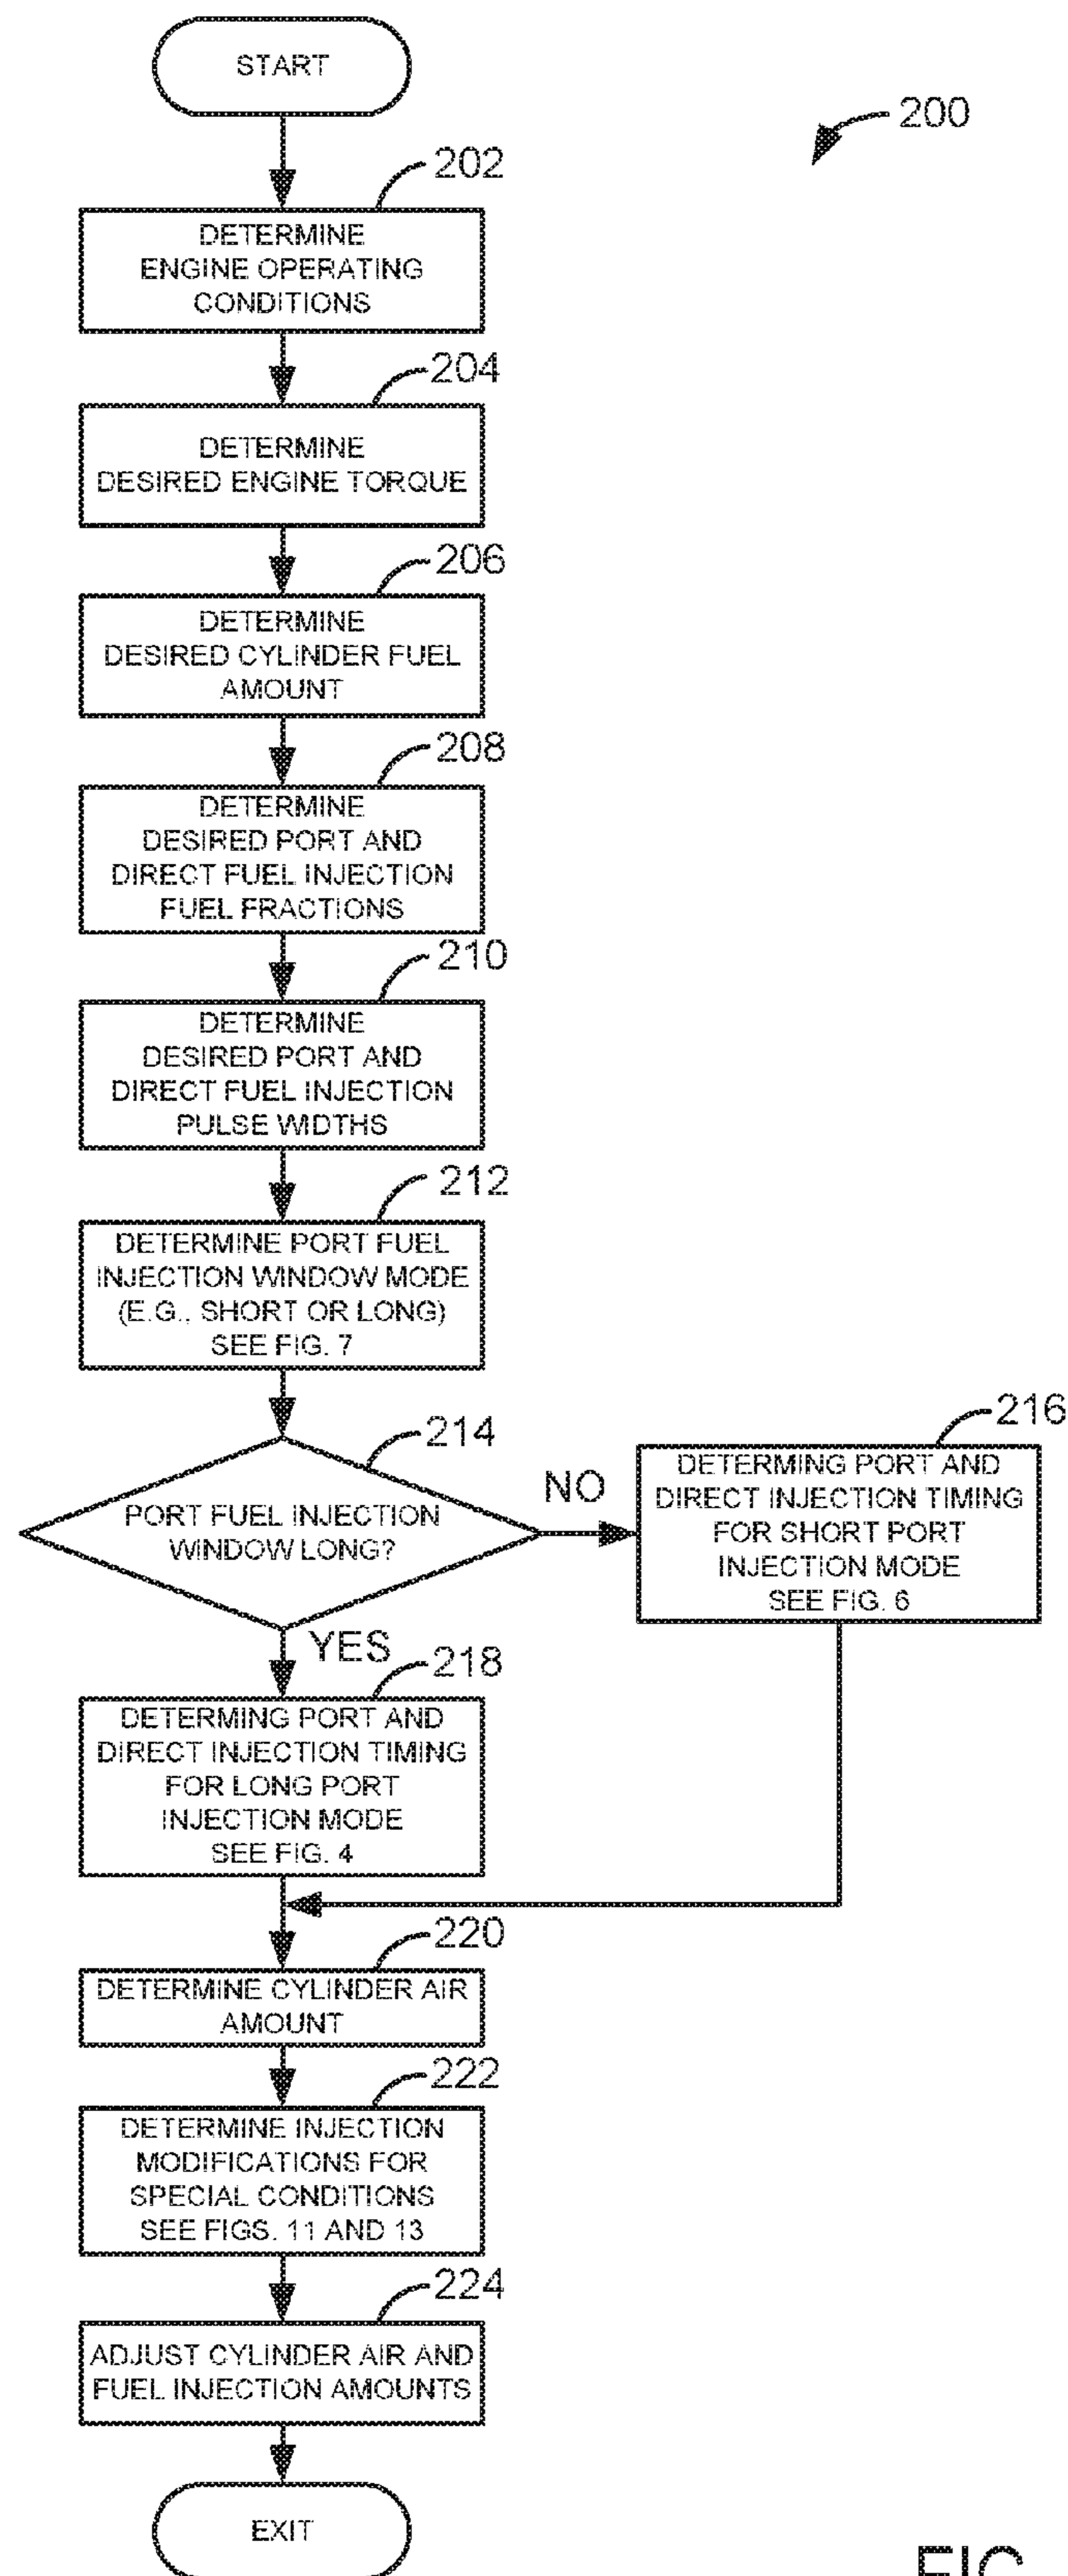 START
200
202
DETERMINE
ENGINE OPERATING
CONDITIONS
204
DETERMINE
DESIRED ENGINE TORQUE
206
DETERMINE
DESIRED CYLINDER FUEL
AMOUNT
208
DETERMINE
DESIRED PORT AND
DIRECT FUEL INJECTION
FUEL FRACTIONS
210
DETERMINE
DESIRED PORT AND
DIRECT FUEL INJECTION
PULSE WIDTHS
212
DETERMINE PORT FUEL
INJECTION WINDOW MODE
(E.G., SHORT OR LONG)
SEE FIG. 7
214
PORT FUEL INJECTION
WINDOW LONG?
NO
216
DETERMING PORT AND
DIRECT INJECTION TIMING
FOR SHORT PORT
INJECTION MODE
SEE FIG. 6
YES
218
DETERMING PORT AND
DIRECT INJECTION TIMING
FOR LONG PORT
INJECTION MODE
SEE FIG. 4
220
DETERMINE CYLINDER AIR
AMOUNT
222
DETERMINE INJECTION
MODIFICATIONS FOR
SPECIAL CONDITIONS
SEE FIGS. 11 AND 13
224
ADJUST CYLINDER AIR AND
FUEL INJECTION AMOUNTS
EXIT
FIG